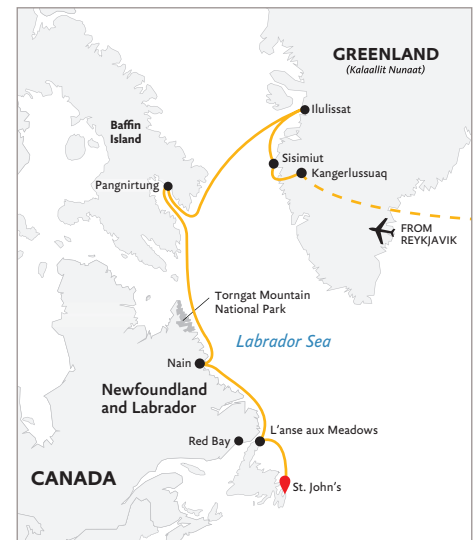 GREENLAND
(Kalaallit Nunaat)
Ilulissat
Baffin
Island
Sisimiut
Kangerlussuaq
Pangnirtung
FROM
REYKJAVIK
Torngat Mountain
National Park
Labrador Sea
Nain
Newfoundland
and Labrador
L'anse aux Meadows
Red Bay
CANADA
St. John's